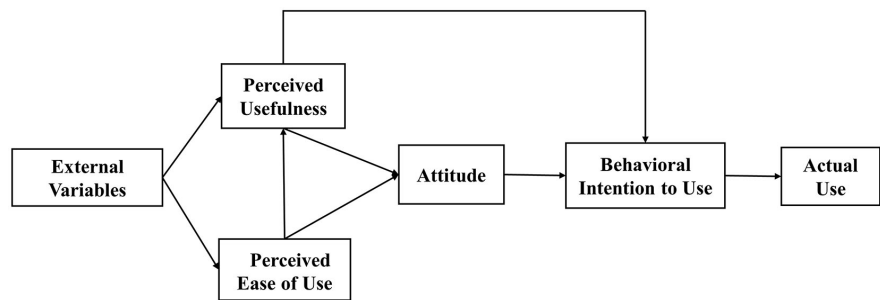 Perceived
Usefulness
External
Variables
Attitude
Behavioral
Intention to Use
Actual
Use
Perceived
Ease of Use